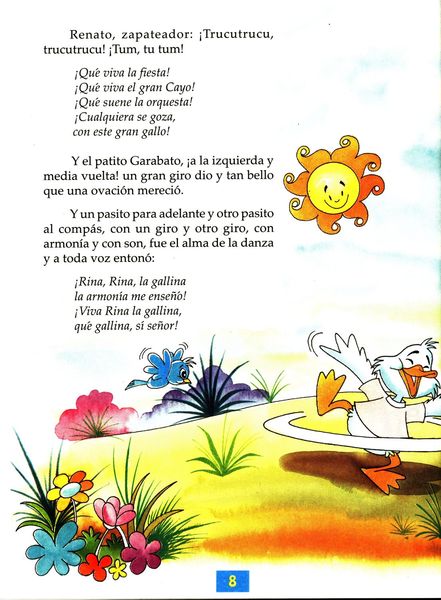 Renato, zapateador: ¡Trucutrucu,
trucutrucu! ¡Tum, tu tum!
¡Qué viva la fiesta!
¡Qué viva el gran Cayo!
¡Qué suene la orquesta!
¡Cualquiera se goza,
con este gran gallo!
Y el patito Garabato, ¡a la izquierda y
media vuelta! un gran giro dio y tan bello
que una ovación mereció.
Y un pasito para adelante y otro pasito
al compás, con un giro y otro giro, con
armonía y con son, fue el alma de la danza
y a toda voz entonó:
¡Rina, Rina, la gallina
la armonía me enseñó!
¡Viva Rina la gallina,
qué gallina, sí señor!
8